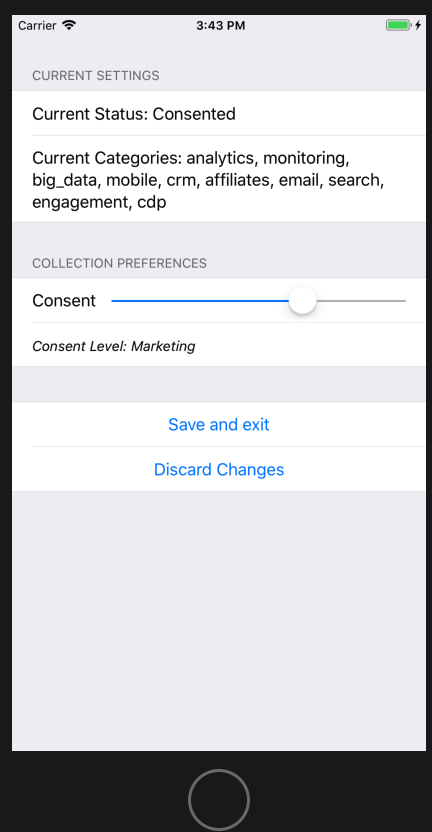 Carrier 3:43 PM
CURRENT SETTINGS
Current Status: Consented
Current Categories: analytics, monitoring,
big_data, mobile, crm, affiliates, email, search,
engagement, cdp
COLLECTION PREFERENCES
Consent
Consent Level: Marketing
Save and exit
Discard Changes